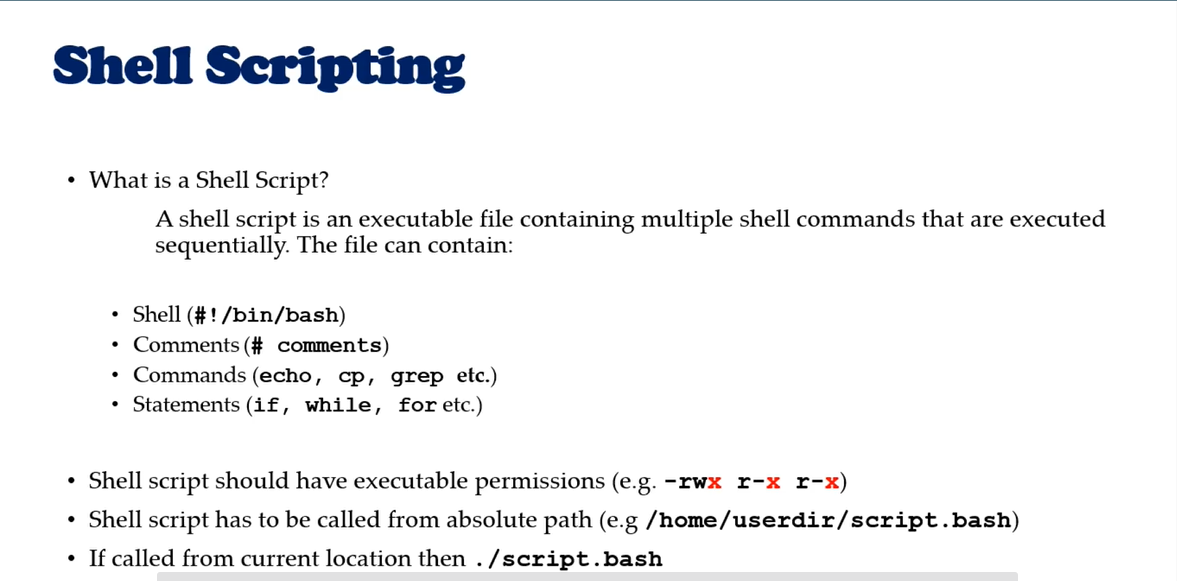 Shell Scripting
• What is a Shell Script?
A shell script is an executable file containing multiple shell commands that are executed
sequentially. The file can contain:
• Shell (#!/bin/bash)
• Comments (# comments)
• Commands (echo, cp, grep etc.)
• Statements (if, while, for etc.)
• Shell script should have executable permissions (e.g. -rwx r-x r-x)
• Shell script has to be called from absolute path (e.g /home/userdir/script.bash)
• If called from current location then ./script.bash